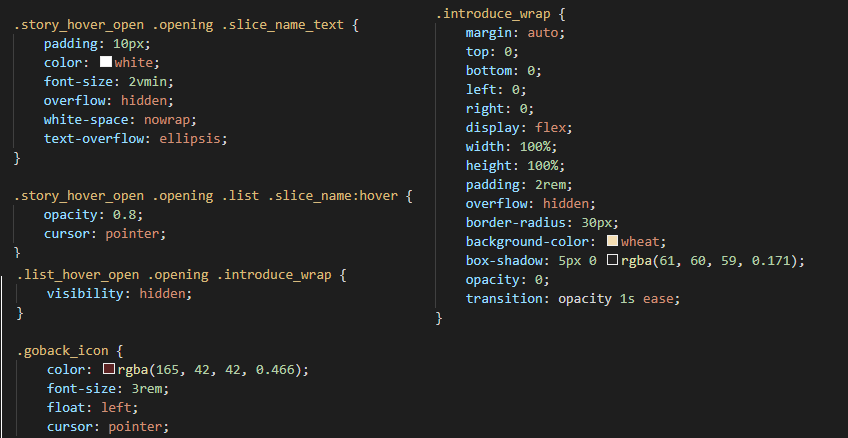 .story_hover_open .opening .slice_name_text {
padding: 10px;
color: white;
font-size: 2vmin;
overflow: hidden;
white-space: nowrap;
text-overflow: ellipsis;
}
.story_hover_open .opening .list .slice_name:hover {
opacity: 0.8;
cursor: pointer;
}
.list_hover_open .opening .introduce_wrap {
visibility: hidden;
}
.goback_icon {
color: rgba(165, 42, 42, 0.466);
font-size: 3rem;
float: left;
cursor: pointer;
.introduce_wrap {
margin: auto;
top: 0;
bottom: 0;
left: 0;
right: 0;
display: flex;
width: 100%;
height: 100%;
padding: 2rem;
overflow: hidden;
border-radius: 30px;
background-color: wheat;
box-shadow: 5px 0 rgba(61, 60, 59, 0.171);
opacity: 0;
transition: opacity 1s ease;
}